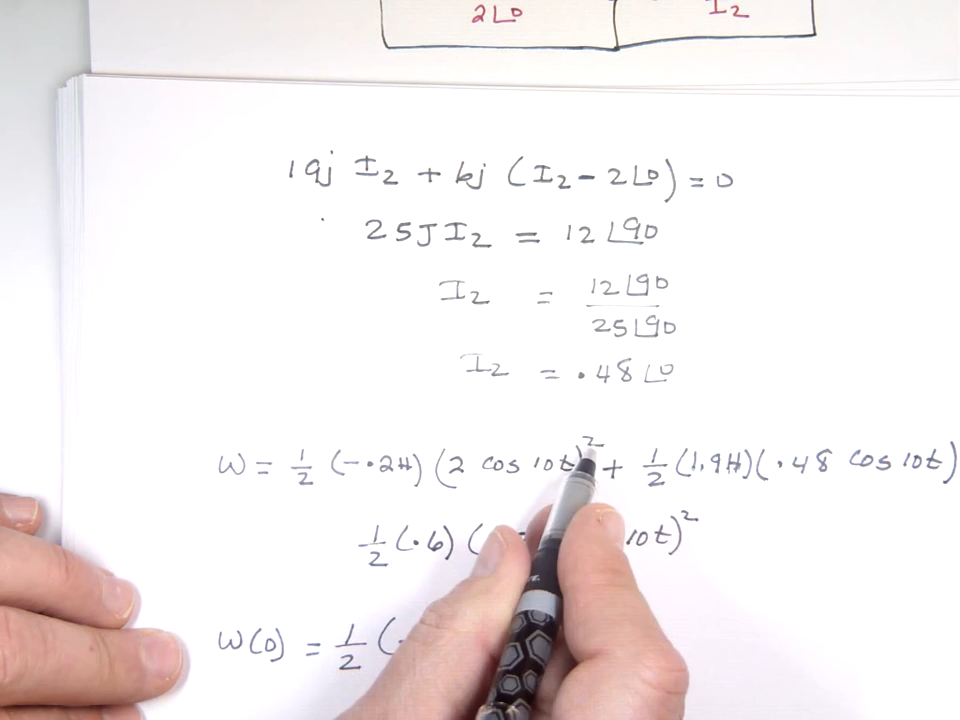 2∠0 I2
19j I2 + 6j (I2 - 2∠0) = 0
25J I2 = 12∠90
I2 = 12∠90 / 25∠90
I2 = .48∠0
W = 1/2 (-.2H) (2 cos 10t)² + 1/2 (1.9H) (.48 cos 10t)
1/2 (.6) ( 10t)²
W(0) = 1/2 (-